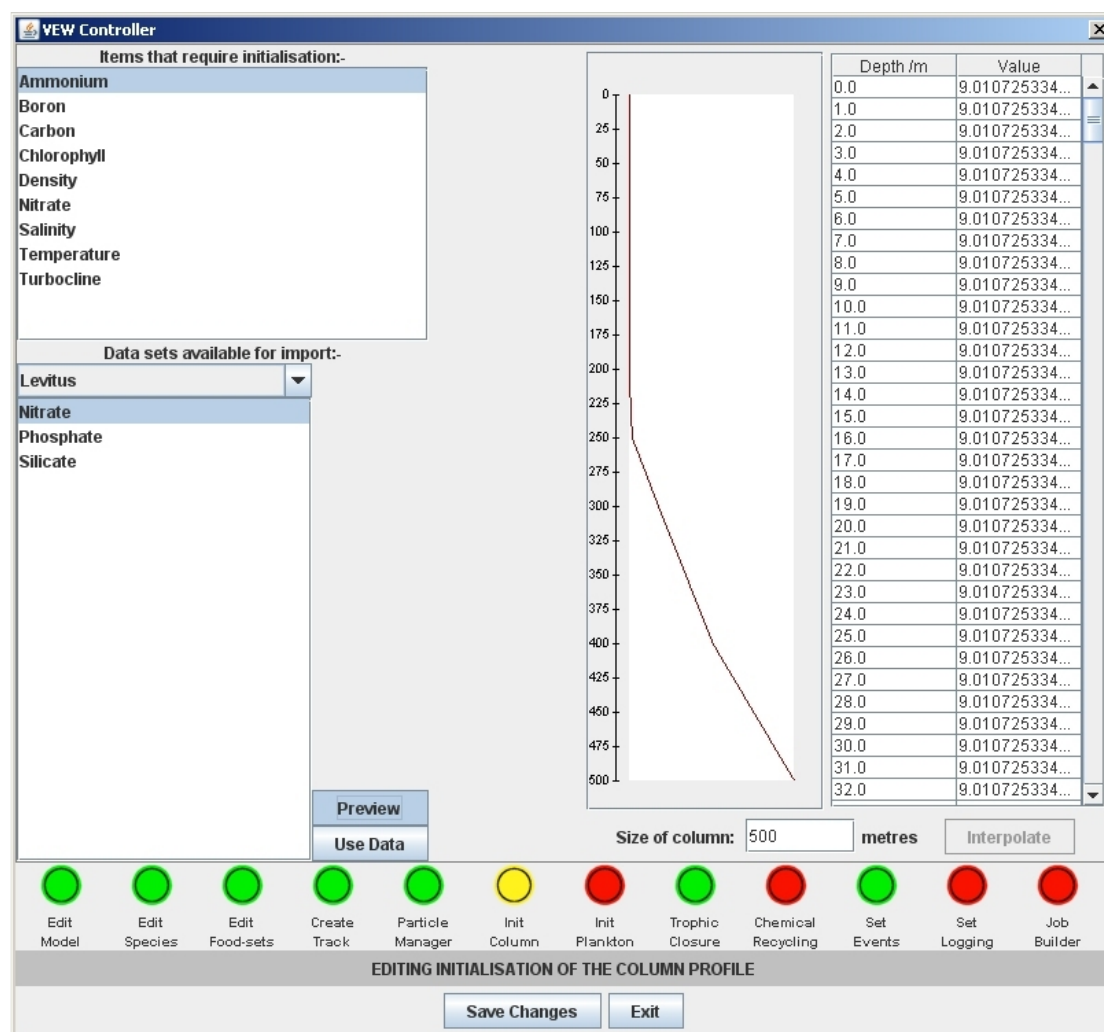 VEW Controller
Items that require initialisation:-
Ammonium
Boron
Carbon
Chlorophyll
Density
Nitrate
Salinity
Temperature
Turbocline
Data sets available for import:-
Levitus
Nitrate
Phosphate
Silicate
Preview
Use Data
0
25
50
75
100
125
150
175
200
225
250
275
300
325
350
375
400
425
450
475
500
Depth /m Value
0.0 9.010725334...
1.0 9.010725334...
2.0 9.010725334...
3.0 9.010725334...
4.0 9.010725334...
5.0 9.010725334...
6.0 9.010725334...
7.0 9.010725334...
8.0 9.010725334...
9.0 9.010725334...
10.0 9.010725334...
11.0 9.010725334...
12.0 9.010725334...
13.0 9.010725334...
14.0 9.010725334...
15.0 9.010725334...
16.0 9.010725334...
17.0 9.010725334...
18.0 9.010725334...
19.0 9.010725334...
20.0 9.010725334...
21.0 9.010725334...
22.0 9.010725334...
23.0 9.010725334...
24.0 9.010725334...
25.0 9.010725334...
26.0 9.010725334...
27.0 9.010725334...
28.0 9.010725334...
29.0 9.010725334...
30.0 9.010725334...
31.0 9.010725334...
32.0 9.010725334...
Size of column: 500 metres Interpolate
Edit Model
Edit Species
Edit Food-sets
Create Track
Particle Manager
Init Column
Init Plankton
Trophic Closure
Chemical Recycling
Set Events
Set Logging
Job Builder
EDITING INITIALISATION OF THE COLUMN PROFILE
Save Changes Exit